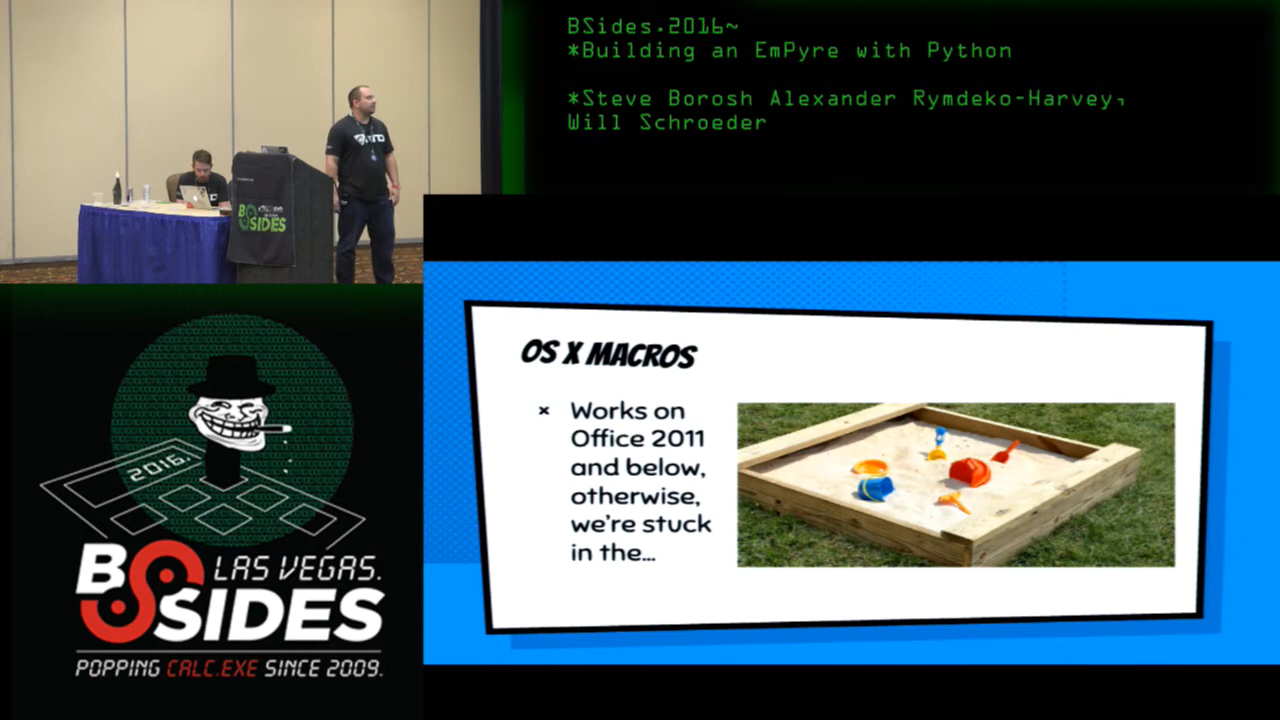 BSides.2016~
*Building an EmPyre with Python
*Steve Borosh Alexander Rymdeko-Harvey,
Will Schroeder
BSIDES
OS X MACROS
× Works on
Office 2011
and below,
otherwise,
we're stuck
in the...
2016.
BSIDES
LAS VEGAS.
POPPING CALC.EXE SINCE 2009.